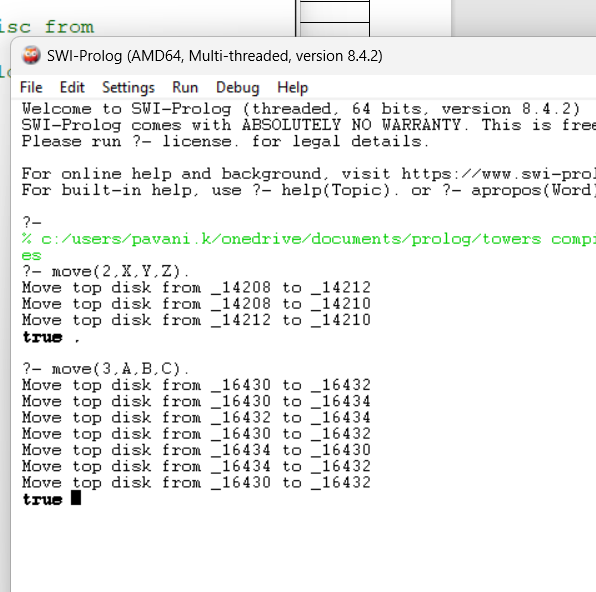 isc from
SWI-Prolog (AMD64, Multi-threaded, version 8.4.2)
File Edit Settings Run Debug Help
Welcome to SWI-Prolog (threaded, 64 bits, version 8.4.2)
SWI-Prolog comes with ABSOLUTELY NO WARRANTY. This is free
Please run ?- license. for legal details.
For online help and background, visit https://www.swi-prol
For built-in help, use ?- help(Topic). or ?- apropos(Word)
?-
% c:/users/pavani.k/onedrive/documents/prolog/towers compi
es
?- move(2,X,Y,Z).
Move top disk from _14208 to _14212
Move top disk from _14208 to _14210
Move top disk from _14212 to _14210
true .
?- move(3,A,B,C).
Move top disk from _16430 to _16432
Move top disk from _16430 to _16434
Move top disk from _16432 to _16434
Move top disk from _16430 to _16432
Move top disk from _16434 to _16430
Move top disk from _16434 to _16432
Move top disk from _16430 to _16432
true